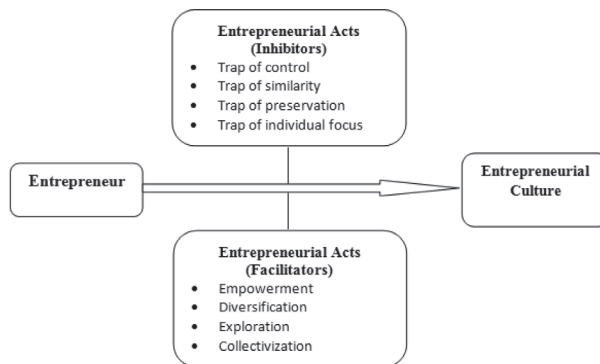 Entrepreneurial Acts
(Inhibitors)
• Trap of control
• Trap of similarity
• Trap of preservation
• Trap of individual focus
Entrepreneur
Entrepreneurial
Culture
Entrepreneurial Acts
(Facilitators)
• Empowerment
• Diversification
• Exploration
• Collectivization